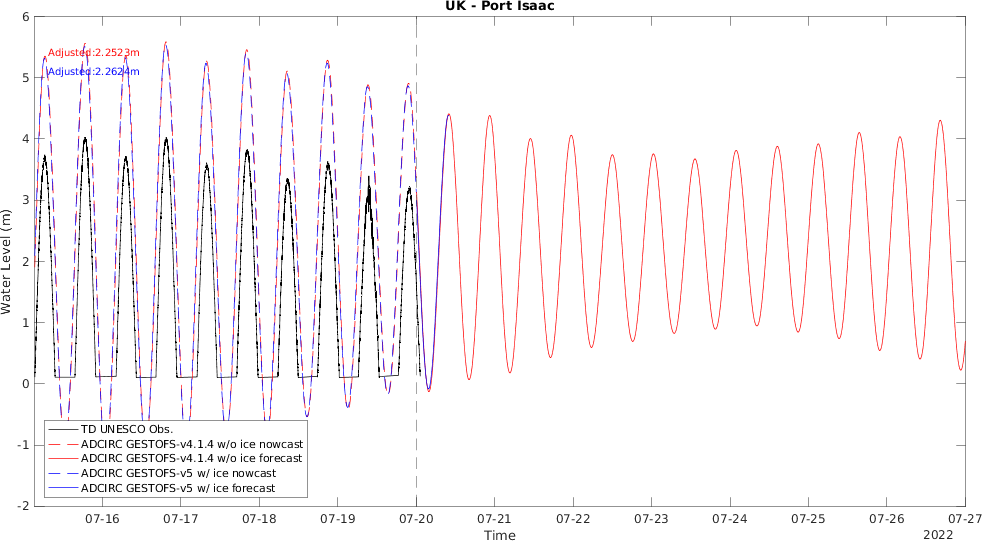 UK - Port Isaac
6
5
4
3
2
1
0
-1
-2
Water Level (m)
Adjusted:2.2523m
Adjusted:2.2624m
TD UNESCO Obs.
ADCIRC GESTOFS-v4.1.4 w/o ice nowcast
ADCIRC GESTOFS-v4.1.4 w/o ice forecast
ADCIRC GESTOFS-v5 w/ ice nowcast
ADCIRC GESTOFS-v5 w/ ice forecast
07-16 07-17 07-18 07-19 07-20 07-21 07-22 07-23 07-24 07-25 07-26 07-27
Time
2022